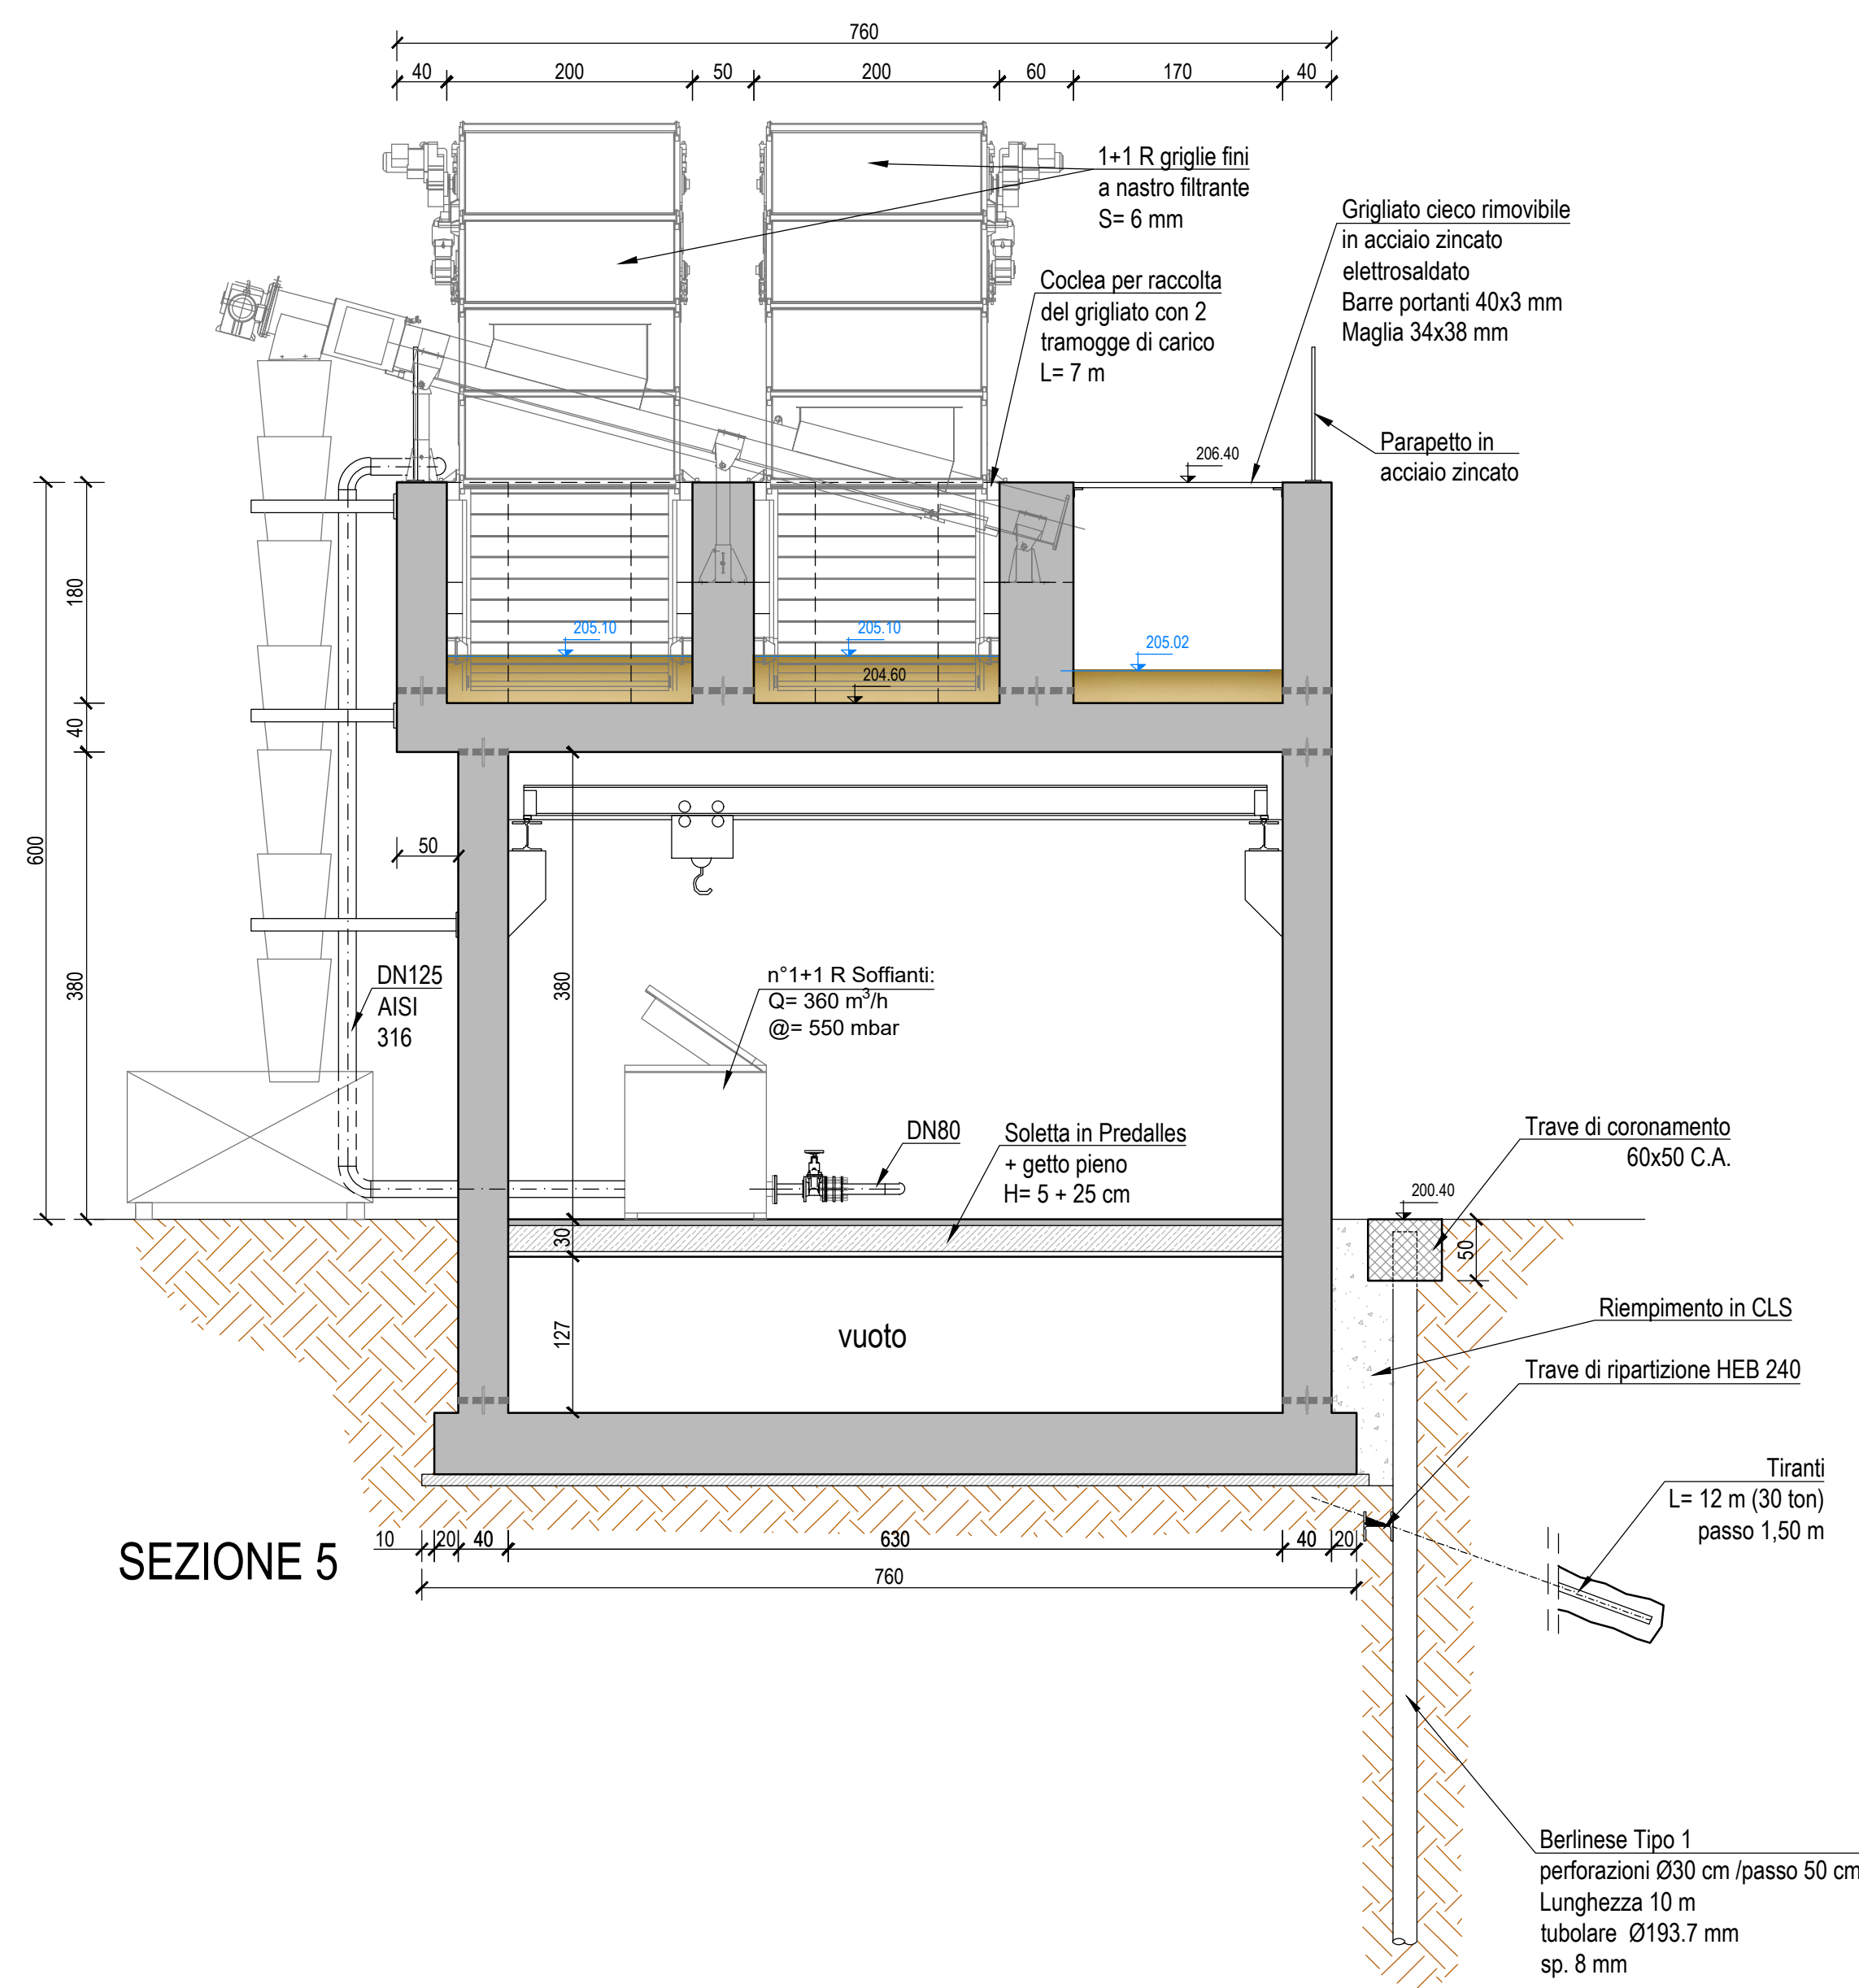 760
40 200 50 200 60 170 40
1+1 R griglie fini
a nastro filtrante
S= 6 mm
Grigliato cieco rimovibile
in acciaio zincato
elettrosaldato
Barre portanti 40x3 mm
Maglia 34x38 mm
Coclea per raccolta
del grigliato con 2
tramogge di carico
L= 7 m
Parapetto in
acciaio zincato
206.40
180
205.10
205.10
205.02
204.60
40
600
50
380
380
DN125
AISI
316
n°1+1 R Soffianti:
Q= 360 m³/h
@= 550 mbar
DN80
Soletta in Predalles
+ getto pieno
H= 5 + 25 cm
Trave di coronamento
60x50 C.A.
200.40
30
50
Riempimento in CLS
127
vuoto
Trave di ripartizione HEB 240
Tiranti
L= 12 m (30 ton)
passo 1,50 m
10 20 40 630 40 20
SEZIONE 5
760
Berlinese Tipo 1
perforazioni Ø30 cm /passo 50 cm
Lunghezza 10 m
tubolare Ø193.7 mm
sp. 8 mm